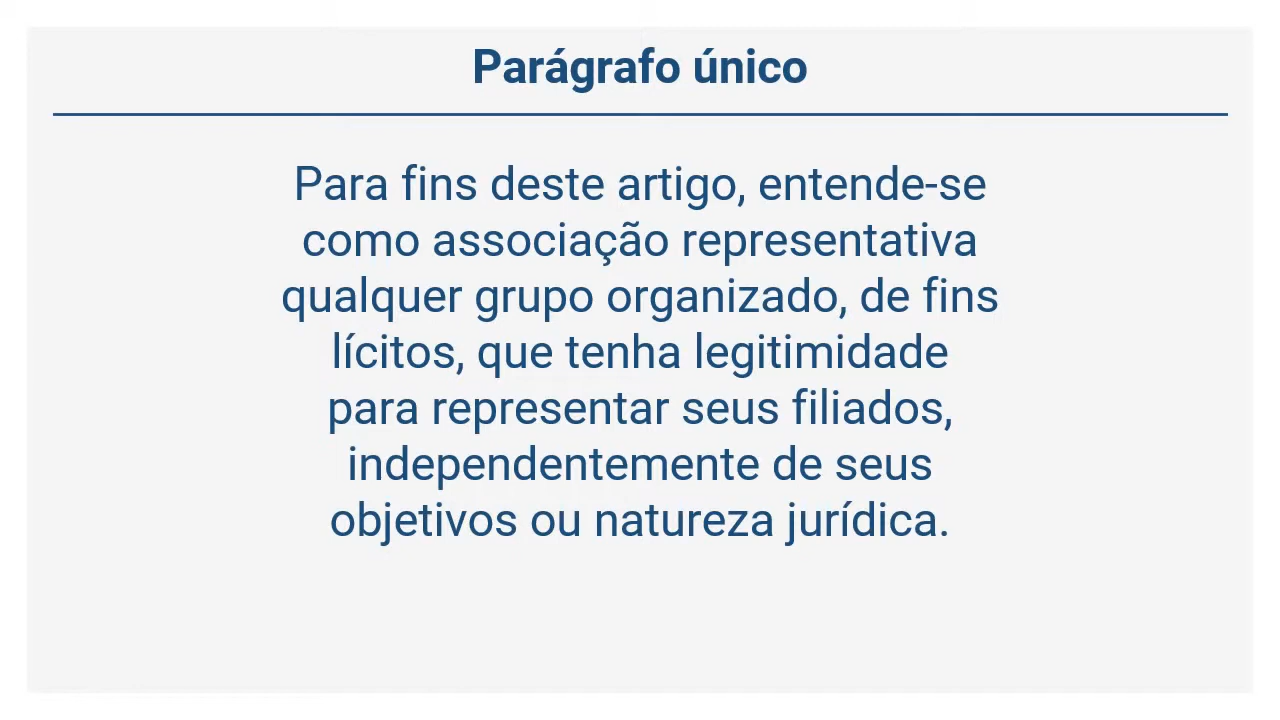 Parágrafo único
Para fins deste artigo, entende-se
como associação representativa
qualquer grupo organizado, de fins
lícitos, que tenha legitimidade
para representar seus filiados,
independentemente de seus
objetivos ou natureza jurídica.